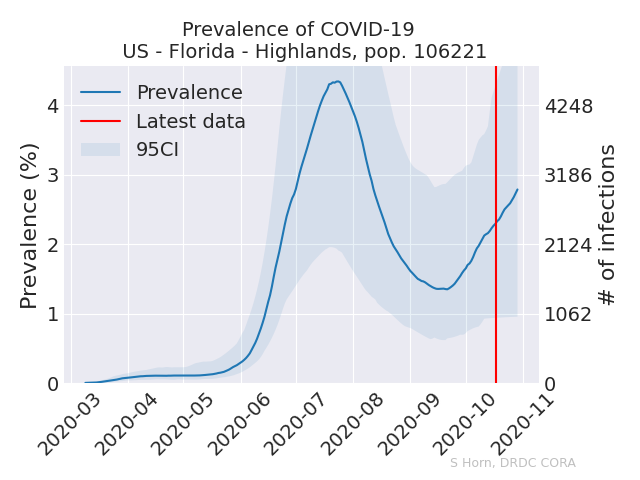 Prevalence of COVID-19
US - Florida - Highlands, pop. 106221
Prevalence
Latest data
95CI
Prevalence (%)
4
3
2
1
0
4248
3186
2124
1062
0
# of infections
2020-03
2020-04
2020-05
2020-06
2020-07
2020-08
2020-09
2020-10
2020-11
S Horn, DRDC CORA